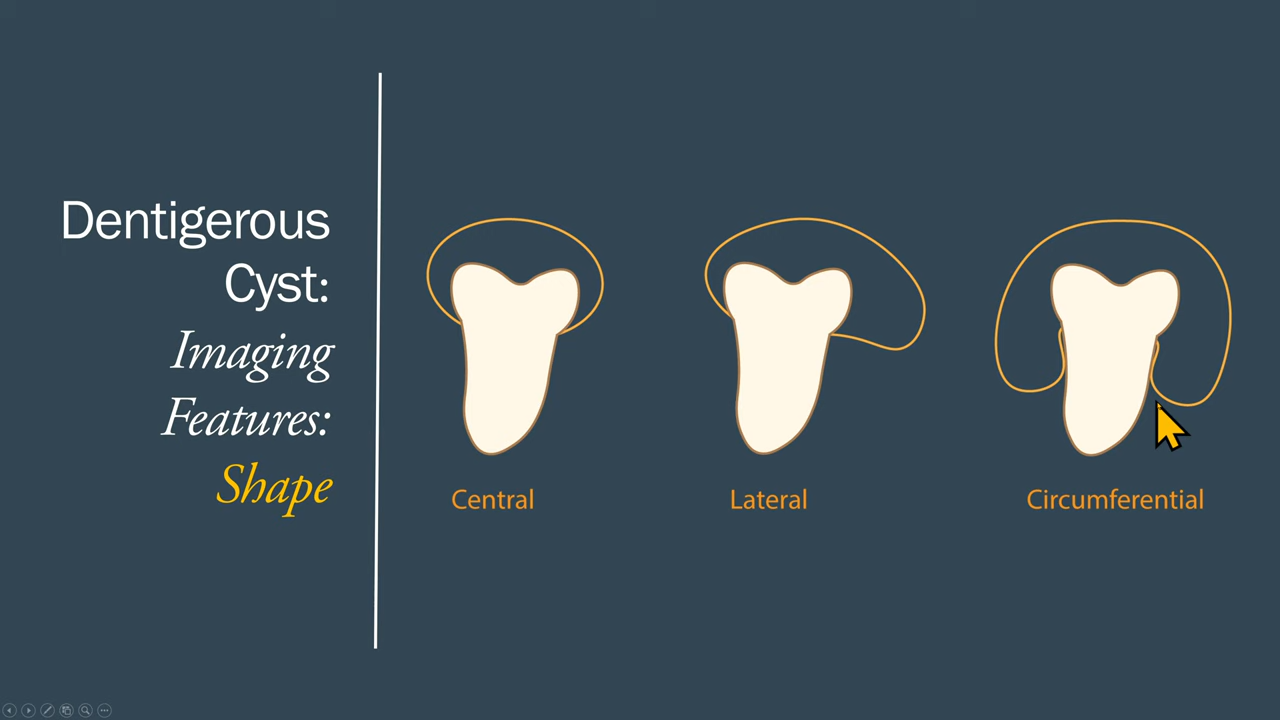 Dentigerous
Cyst:
Imaging
Features:
Shape
Central
Lateral
Circumferential